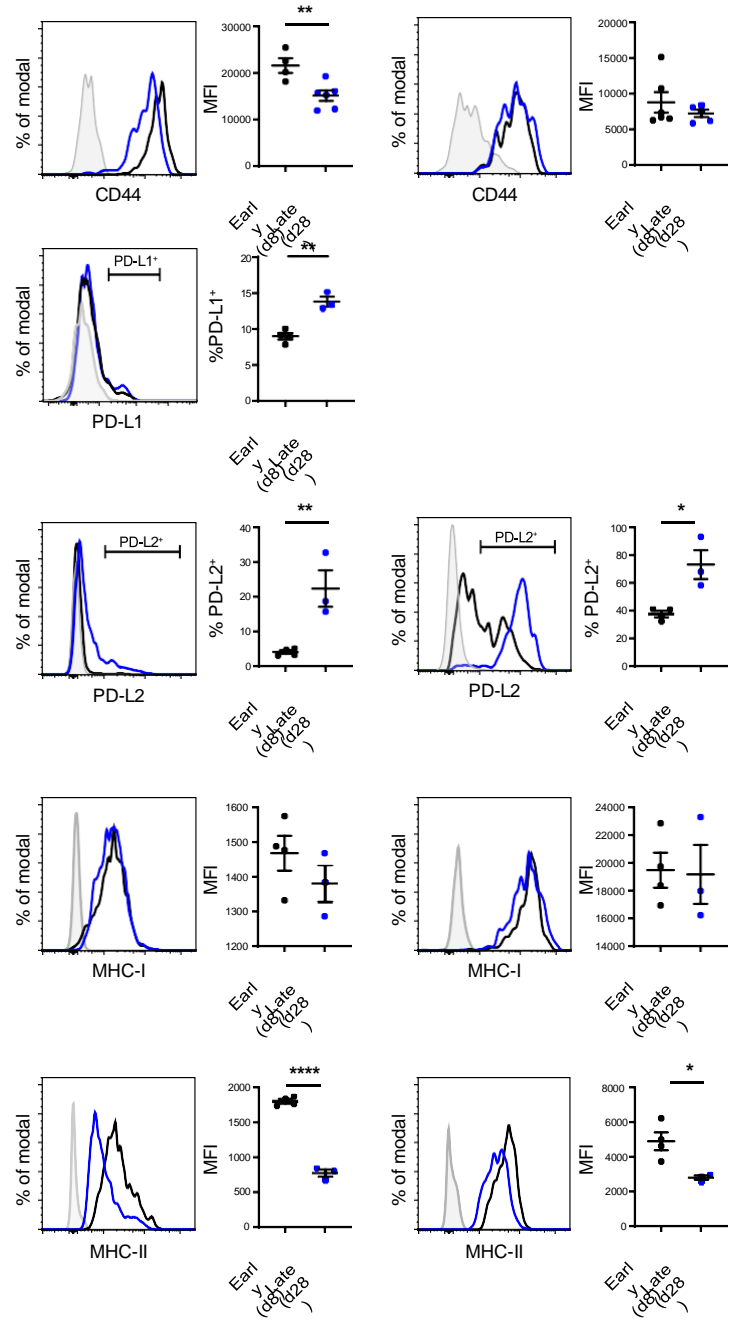 % of modal
CD44
MFI
30000
20000
10000
0
**
% of modal
CD44
MFI
20000
15000
10000
5000
0
Earl
y
(d8)
Late
(d28
)
Earl
y
(d8)
Late
(d28
)
% of modal
PD-L1⁺
PD-L1
%PD-L1⁺
20
15
10
5
0
**
Earl
y
(d8)
Late
(d28
)
% of modal
PD-L2⁺
PD-L2
% PD-L2⁺
40
30
20
10
0
**
% of modal
PD-L2⁺
PD-L2
% PD-L2⁺
100
80
60
40
20
0
*
Earl
y
(d8)
Late
(d28
)
Earl
y
(d8)
Late
(d28
)
% of modal
MHC-I
MFI
1600
1500
1400
1300
1200
% of modal
MHC-I
MFI
24000
22000
20000
18000
16000
14000
Earl
y
(d8)
Late
(d28
)
Earl
y
(d8)
Late
(d28
)
% of modal
MHC-II
MFI
2000
1500
1000
500
0
****
% of modal
MHC-II
MFI
8000
6000
4000
2000
0
*
Earl
y
(d8)
Late
(d28
)
Earl
y
(d8)
Late
(d28
)